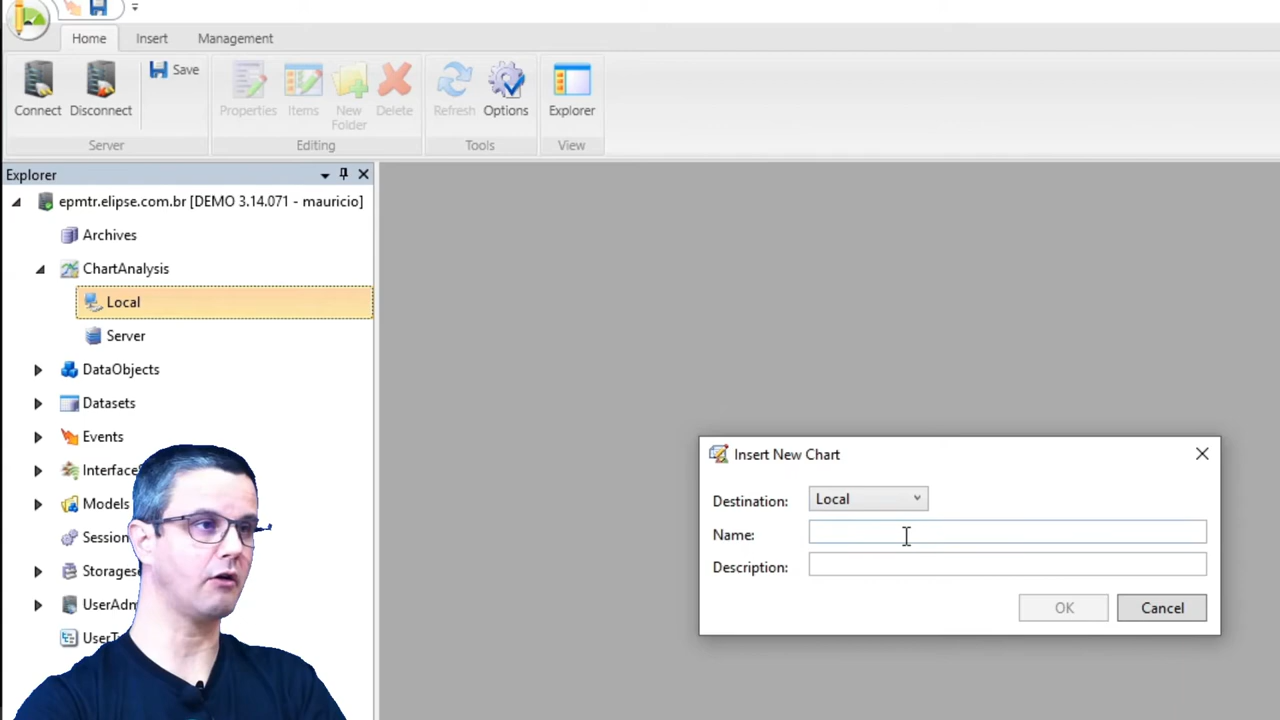 Home Insert Management
Save
Connect Disconnect Properties Items New Folder Delete Refresh Options Explorer
Server Editing Tools View
Explorer
epmtr.elipse.com.br [DEMO 3.14.071 - mauricio]
Archives
ChartAnalysis
Local
Server
DataObjects
Datasets
Events
Models
Insert New Chart
Destination: Local
Name:
Description:
OK Cancel